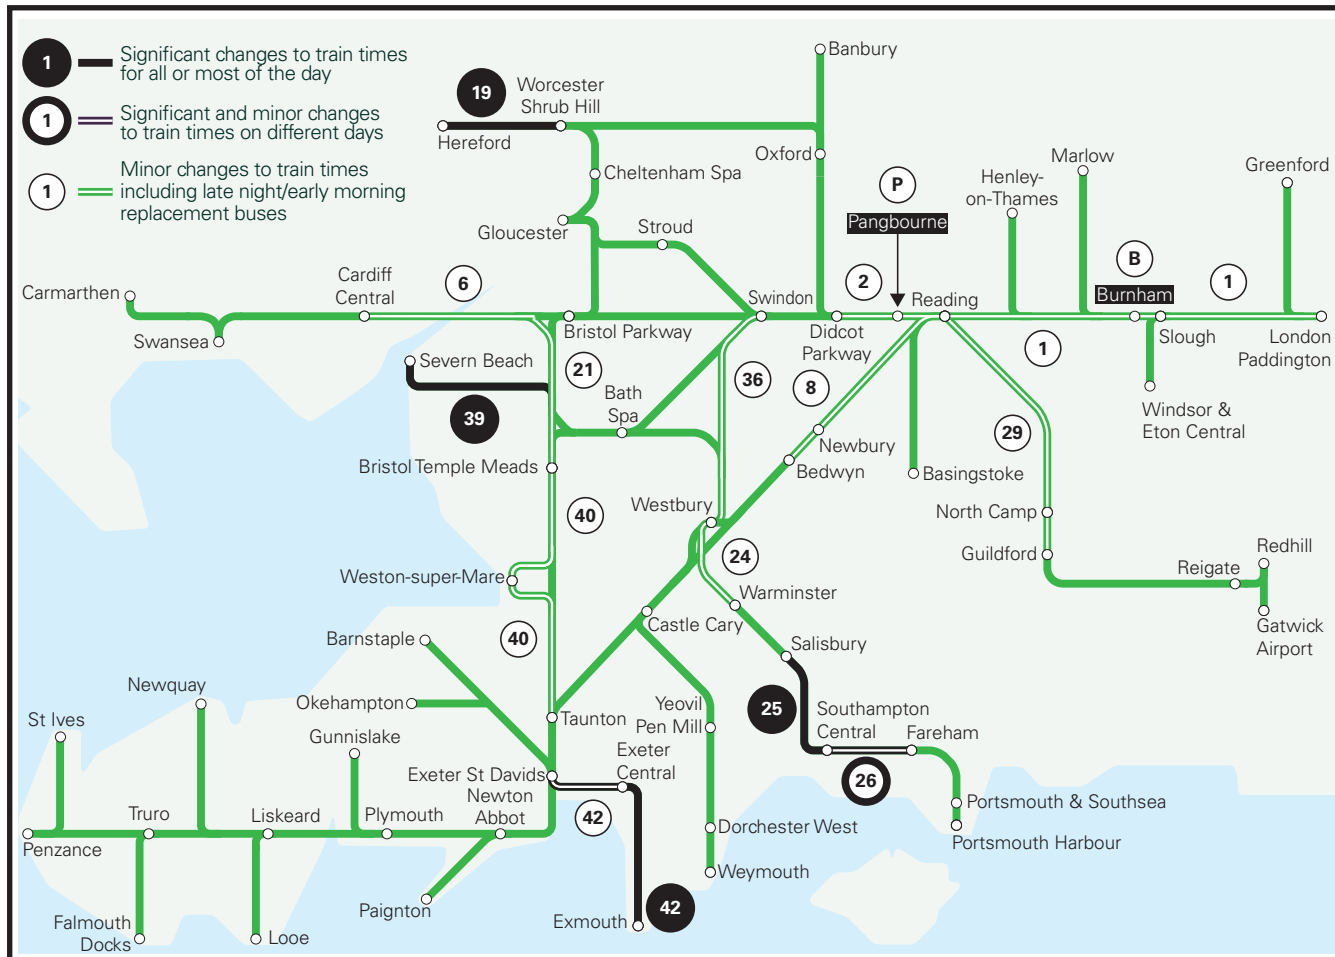 1
Significant changes to train times
for all or most of the day
1
Significant and minor changes
to train times on different days
1
Minor changes to train times
including late night/early morning
replacement buses
19
Worcester
Shrub Hill
Hereford
Cheltenham Spa
Gloucester
Stroud
Banbury
Oxford
P
Pangbourne
Henley-
on-Thames
Marlow
Greenford
B
Burnham
1
Carmarthen
Swansea
Cardiff
Central
6
Bristol Parkway
Swindon
2
Didcot
Parkway
Reading
1
Slough
London
Paddington
Windsor &
Eton Central
Severn Beach
39
21
Bath
Spa
36
8
Newbury
Bedwyn
Basingstoke
29
North Camp
Guildford
Reigate
Redhill
Gatwick
Airport
Bristol Temple Meads
40
Westbury
24
Warminster
Weston-super-Mare
Castle Cary
Salisbury
40
Barnstaple
Okehampton
Newquay
St Ives
Gunnislake
Taunton
Yeovil
Pen Mill
25
Southampton
Central
Fareham
26
Exeter St Davids
Exeter
Central
42
Newton
Abbot
Truro
Liskeard
Plymouth
Penzance
Portsmouth & Southsea
Portsmouth Harbour
Dorchester West
Weymouth
Paignton
Exmouth
42
Falmouth
Docks
Looe